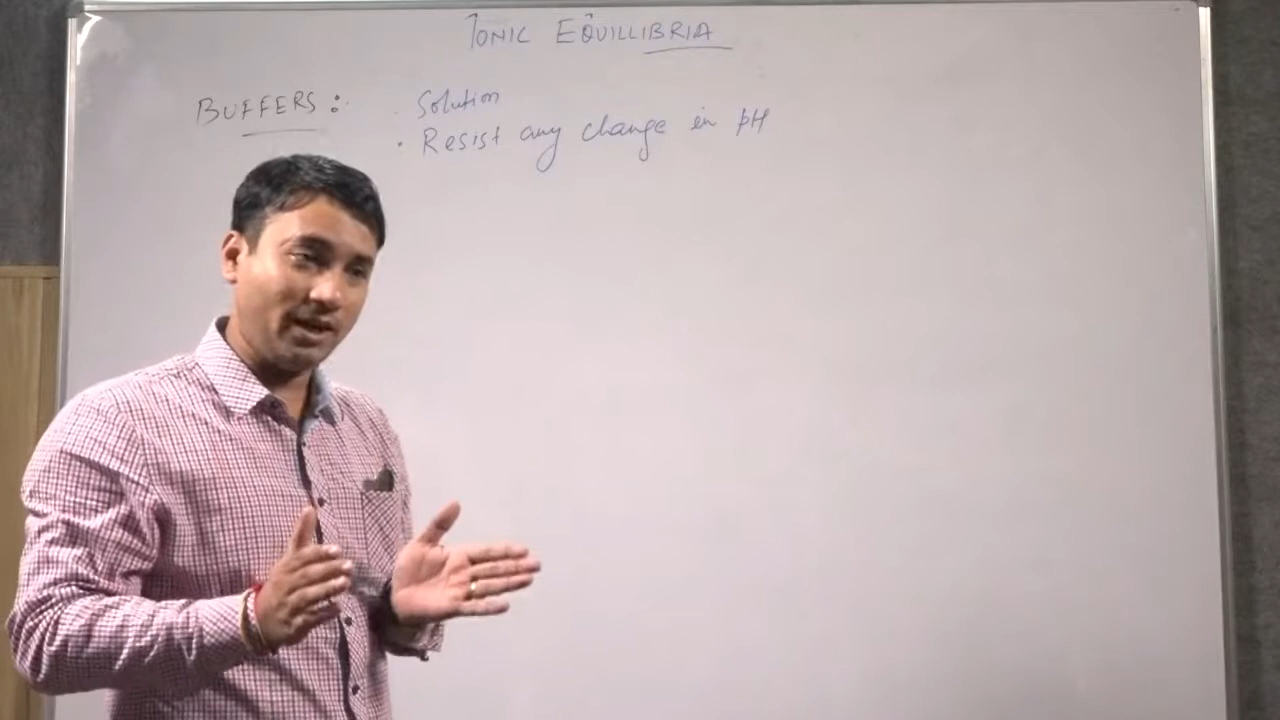 IONIC EQUILLIBRIA
BUFFERS : . Solution
. Resist any change in pH